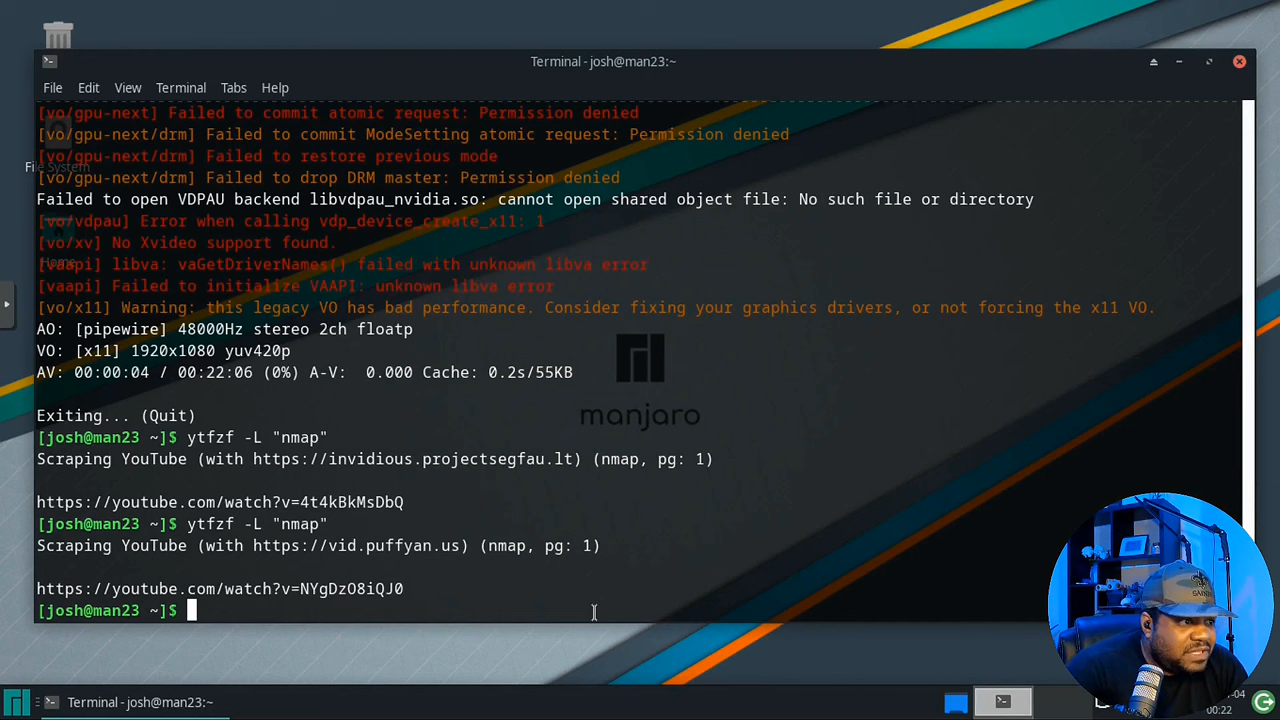 Terminal - josh@man23:~
File Edit View Terminal Tabs Help
[vo/gpu-next] Failed to commit atomic request: Permission denied
[vo/gpu-next/drm] Failed to commit ModeSetting atomic request: Permission denied
[vo/gpu-next/drm] Failed to restore previous mode
[vo/gpu-next/drm] Failed to drop DRM master: Permission denied
Failed to open VDPAU backend libvdpau_nvidia.so: cannot open shared object file: No such file or directory
[vo/vdpau] Error when calling vdp_device_create_x11: 1
[vo/xv] No Xvideo support found.
[vaapi] libva: vaGetDriverNames() failed with unknown libva error
[vaapi] Failed to initialize VAAPI: unknown libva error
[vo/x11] Warning: this legacy VO has bad performance. Consider fixing your graphics drivers, or not forcing the x11 VO.
AO: [pipewire] 48000Hz stereo 2ch floatp
VO: [x11] 1920x1080 yuv420p
AV: 00:00:04 / 00:22:06 (0%) A-V:  0.000 Cache: 0.2s/55KB
Exiting... (Quit)
[josh@man23 ~]$ ytfzf -L "nmap"
Scraping YouTube (with https://invidious.projectsegfau.lt) (nmap, pg: 1)
https://youtube.com/watch?v=4t4kBkMsDbQ
[josh@man23 ~]$ ytfzf -L "nmap"
Scraping YouTube (with https://vid.puffyan.us) (nmap, pg: 1)
https://youtube.com/watch?v=NYgDzO8iQJ0
[josh@man23 ~]$
File System
Home
manjaro
Terminal - josh@man23:~
-04
00:22